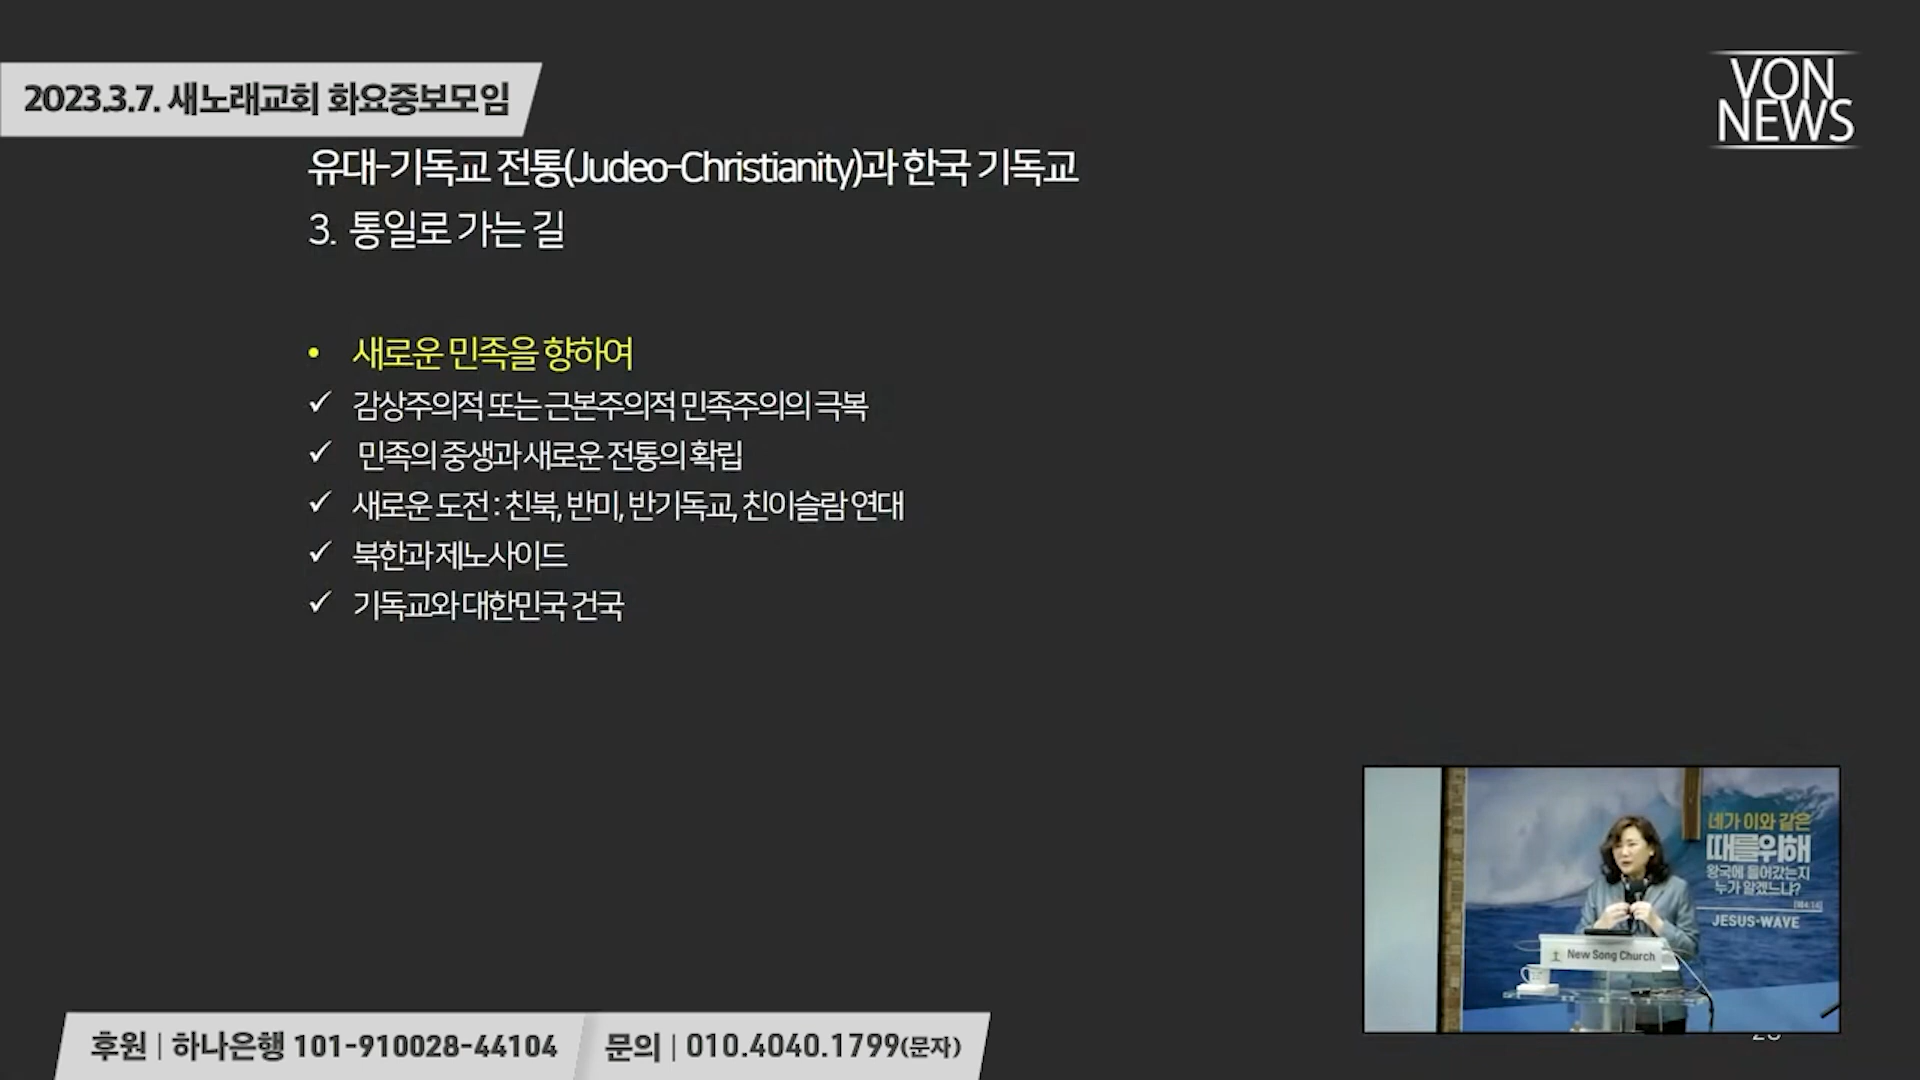 2023.3.7. 새노래교회 화요중보모임
VON
NEWS
유대-기독교 전통(Judeo-Christianity)과 한국 기독교
3. 통일로 가는 길
• 새로운 민족을 향하여
✓ 감상주의적 또는 근본주의적 민족주의의 극복
✓ 민족의 중생과 새로운 전통의 확립
✓ 새로운 도전 : 친북, 반미, 반기독교, 친이슬람 연대
✓ 북한과 제노사이드
✓ 기독교와 대한민국 건국
네가 이와 같은
때를위해
왕국에 들어갔는지
누가 알겠느냐?
JESUS·WAVE
New Song Church
후원 | 하나은행 101-910028-44104
문의 | 010.4040.1799(문자)